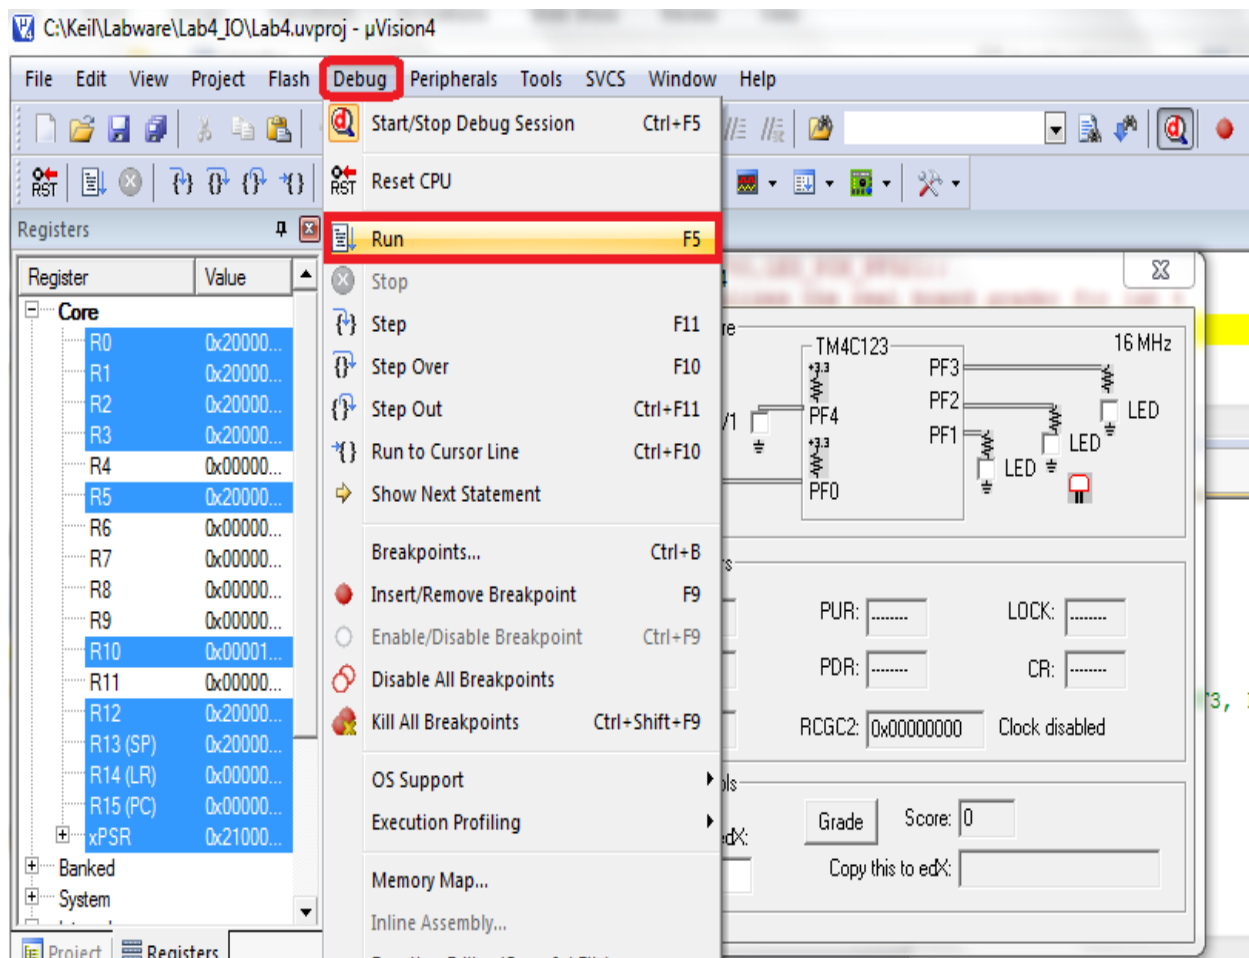 C:\Keil\Labware\Lab4_IO\Lab4.uvproj - µVision4
File Edit View Project Flash Debug Peripherals Tools SVCS Window Help
Start/Stop Debug Session Ctrl+F5
RST
RST Reset CPU
Registers
Run F5
Stop
Step F11
Step Over F10
Step Out Ctrl+F11
Run to Cursor Line Ctrl+F10
Show Next Statement
Breakpoints... Ctrl+B
Insert/Remove Breakpoint F9
Enable/Disable Breakpoint Ctrl+F9
Disable All Breakpoints
Kill All Breakpoints Ctrl+Shift+F9
OS Support
Execution Profiling
Memory Map...
Inline Assembly...
Register Value
Core
R0 0x20000...
R1 0x20000...
R2 0x20000...
R3 0x20000...
R4 0x00000...
R5 0x20000...
R6 0x00000...
R7 0x00000...
R8 0x00000...
R9 0x00000...
R10 0x00001...
R11 0x00000...
R12 0x20000...
R13 (SP) 0x20000...
R14 (LR) 0x00000...
R15 (PC) 0x00000...
xPSR 0x21000...
Banked
System
Project Registers
TM4C123 16 MHz
+3.3 PF3
PF4 PF2 LED
+3.3 PF1 LED
PF0 LED
PUR: ------- LOCK: -------
PDR: ------- CR: -------
RCGC2: 0x00000000 Clock disabled
Grade Score: 0
edX:
Copy this to edX: